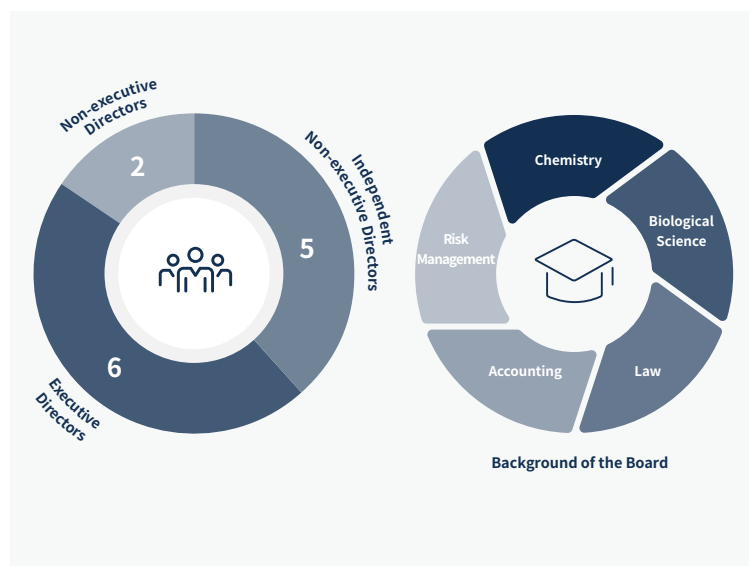 Non-executive
Directors
2
Independent
Non-executive Directors
5
6
Executive
Directors
Chemistry
Biological
Science
Risk
Management
Accounting
Law
Background of the Board